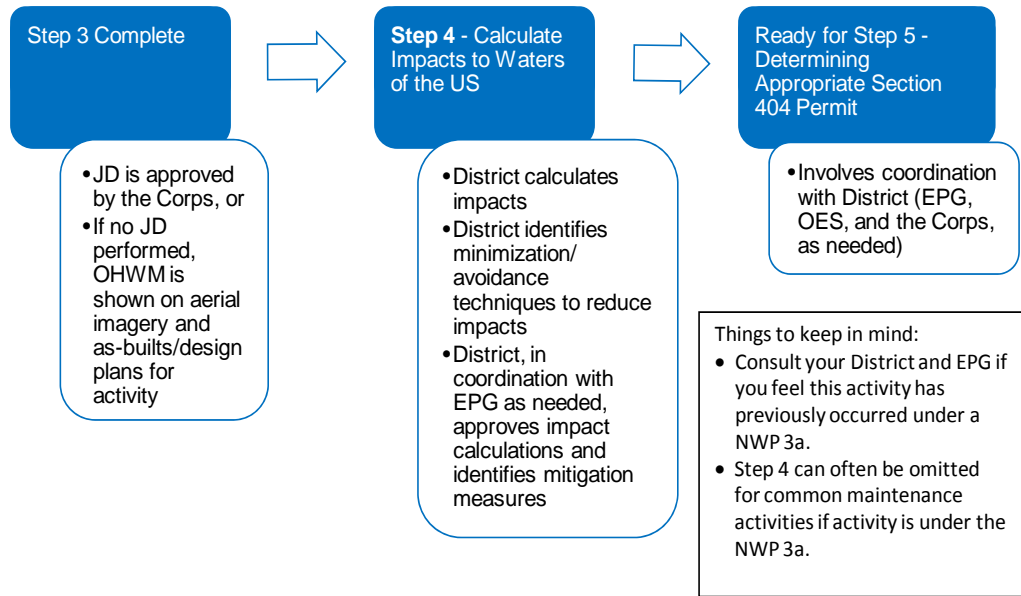 Step 3 Complete
Step 4 - Calculate
Impacts to Waters
of the US
Ready for Step 5 -
Determining
Appropriate Section
404 Permit
•JD is approved
by the Corps, or
•If no JD
performed,
OHWM is
shown on aerial
imagery and
as-builts/design
plans for
activity
•District calculates
impacts
•District identifies
minimization/
avoidance
techniques to reduce
impacts
•District, in
coordination with
EPG as needed,
approves impact
calculations and
identifies mitigation
measures
•Involves coordination
with District (EPG,
OES, and the Corps,
as needed)
Things to keep in mind:
• Consult your District and EPG if
you feel this activity has
previously occurred under a
NWP 3a.
• Step 4 can often be omitted
for common maintenance
activities if activity is under the
NWP 3a.